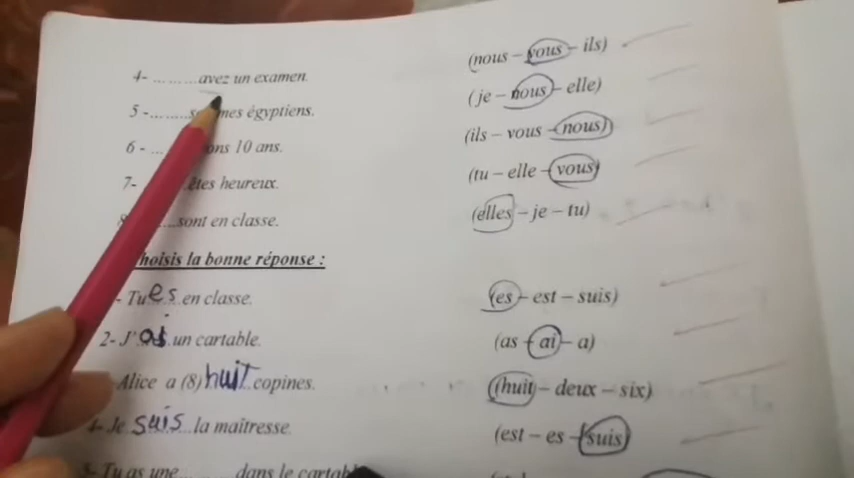 4- ......... avez un examen. (nous – vous – ils)
5 -......... mes égyptiens. (je – nous – elle)
6 - ... ons 10 ans. (ils – vous – nous)
7- ... êtes heureux. (tu – elle – vous)
....sont en classe. (elles – je – tu)
hoisis la bonne réponse :
- Tu es en classe. (es – est – suis)
2- J' ai un cartable. (as – ai – a)
Alice a (8) huit copines. (huit – deux – six)
4- Je suis la maîtresse. (est – es – suis)
Tu as une ........ dans le